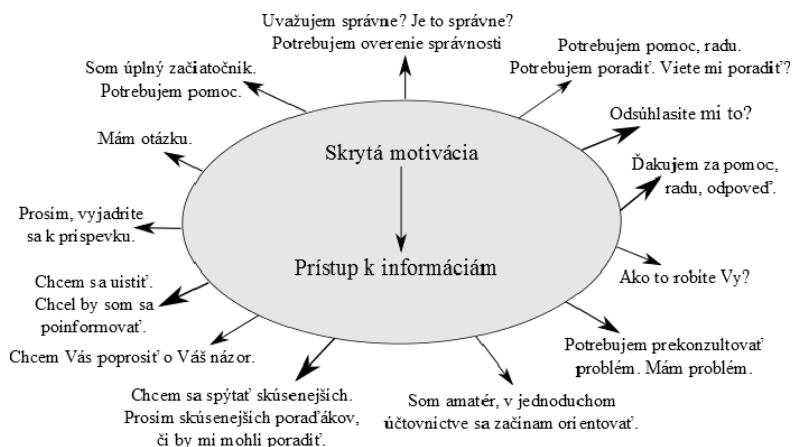 Uvažujem správne? Je to správne?
Potrebujem overenie správnosti
Potrebujem pomoc, radu.
Potrebujem poradiť. Viete mi poradiť?
Som úplný začiatočník.
Potrebujem pomoc.
Odsúhlasite mi to?
Mám otázku.
Skrytá motivácia
Ďakujem za pomoc,
radu, odpoveď.
Prosím, vyjadrite
sa k príspevku.
Prístup k informáciám
Ako to robíte Vy?
Chcem sa uistiť.
Chcel by som sa
poinformovať.
Chcem Vás poprosiť o Váš názor.
Potrebujem prekonzultovať
problém. Mám problém.
Chcem sa spýtať skúsenejších.
Prosím skúsenejších poraďákov,
či by mi mohli poradiť.
Som amatér, v jednoduchom
účtovníctve sa začínam orientovať.